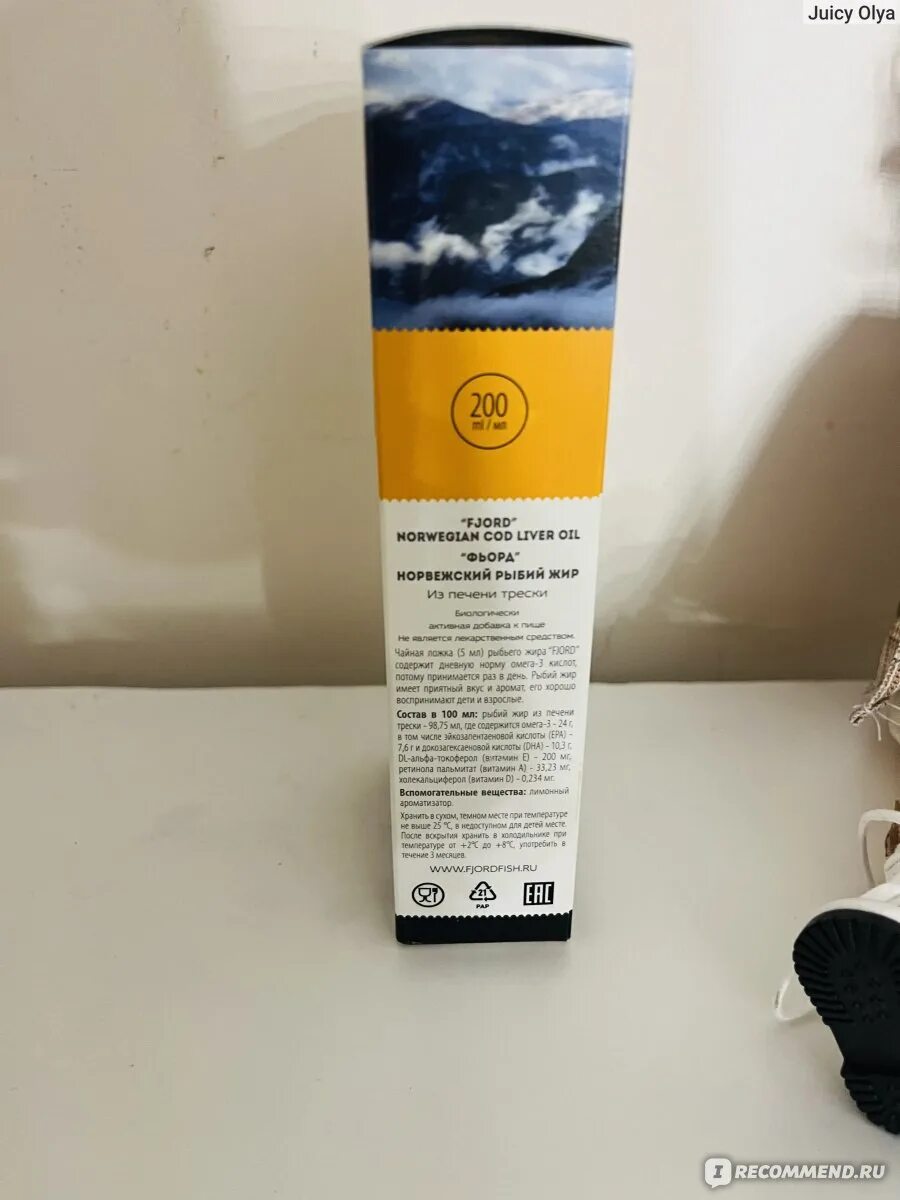 Juicy Olya
200
ml / мл
"FJORD"
NORWEGIAN COD LIVER OIL
"ФЬОРД"
НОРВЕЖСКИЙ РЫБИЙ ЖИР
Из печени трески
Биологически
активная добавка к пище
Не является лекарственным средством.
Чайная ложка (5 мл) рыбьего жира "FJORD"
содержит дневную норму омега-3 кислот,
потому принимается раз в день. Рыбий жир
имеет приятный вкус и аромат, его хорошо
воспринимают дети и взрослые.
Состав в 100 мл: рыбий жир из печени
трески - 98,75 мл, где содержится омега-3 - 24 г,
в том числе эйкозапентаеновой кислоты (EPA) -
7,6 г и докозагексаеновой кислоты (DHA) - 10,3 г,
DL-альфа-токоферол (витамин Е) - 200 мг,
ретинола пальмитат (витамин А) - 33,23 мг,
холекальциферол (витамин D) - 0,234 мг.
Вспомогательные вещества: лимонный
ароматизатор.
Хранить в сухом, темном месте при температуре
не выше 25 °С, в недоступном для детей месте.
После вскрытия хранить в холодильнике при
температуре от +2°С до +8°С, употребить в
течение 3 месяцев.
WWW.FJORDFISH.RU
21
PAP
EAC
IRECOMMEND.RU